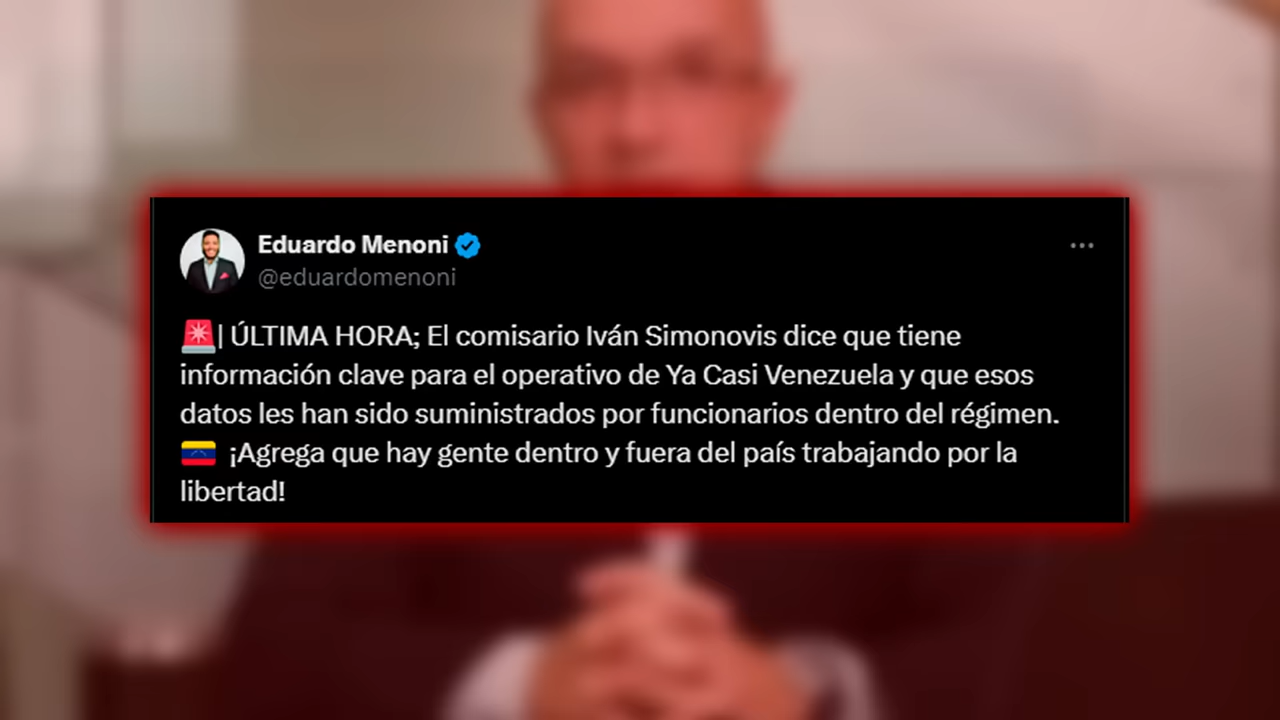 Eduardo Menoni
@eduardomenoni
🚨| ÚLTIMA HORA; El comisario Iván Simonovis dice que tiene
información clave para el operativo de Ya Casi Venezuela y que esos
datos les han sido suministrados por funcionarios dentro del régimen.
🇻🇪 ¡Agrega que hay gente dentro y fuera del país trabajando por la
libertad!